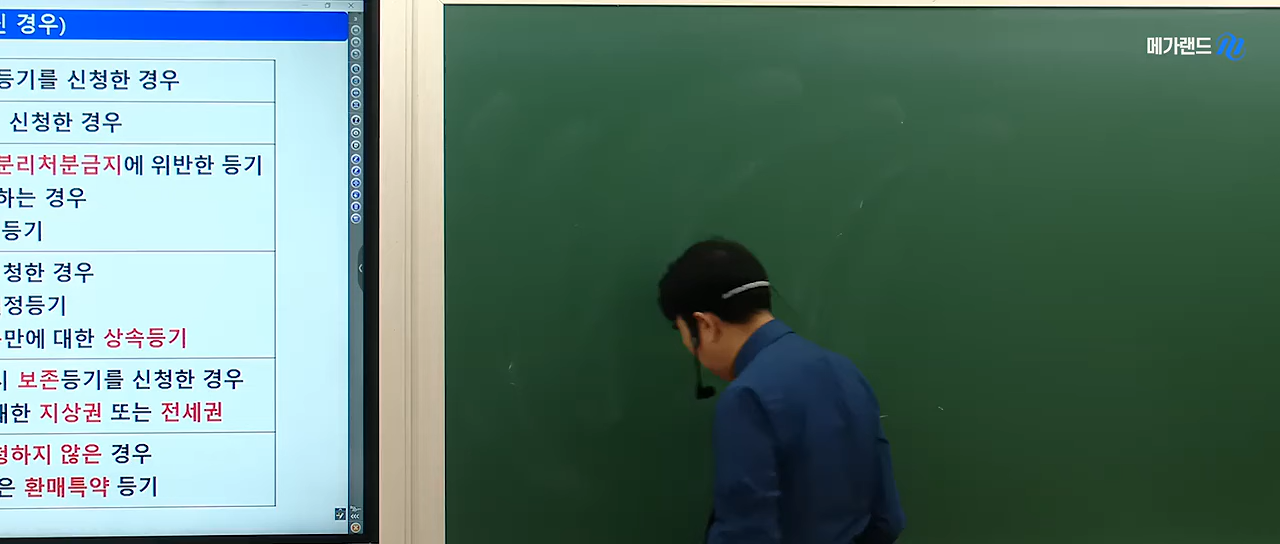 경우)
등기를 신청한 경우
신청한 경우
분리처분금지에 위반한 등기
하는 경우
등기
청한 경우
정등기
만에 대한 상속등기
보존등기를 신청한 경우
대한 지상권 또는 전세권
청하지 않은 경우
은 환매특약 등기
메가랜드